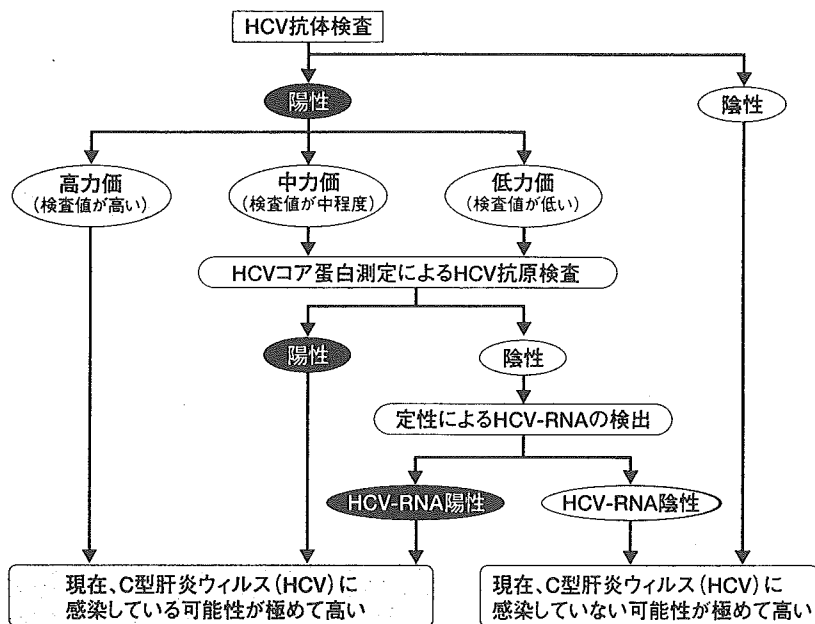 HCV抗体検査
陽性
陰性
高力価
(検査値が高い)
中力価
(検査値が中程度)
低力価
(検査値が低い)
HCVコア蛋白測定によるHCV抗原検査
陽性
陰性
定性によるHCV-RNAの検出
HCV-RNA陽性
HCV-RNA陰性
現在、C型肝炎ウィルス(HCV)に
感染している可能性が極めて高い
現在、C型肝炎ウィルス(HCV)に
感染していない可能性が極めて高い